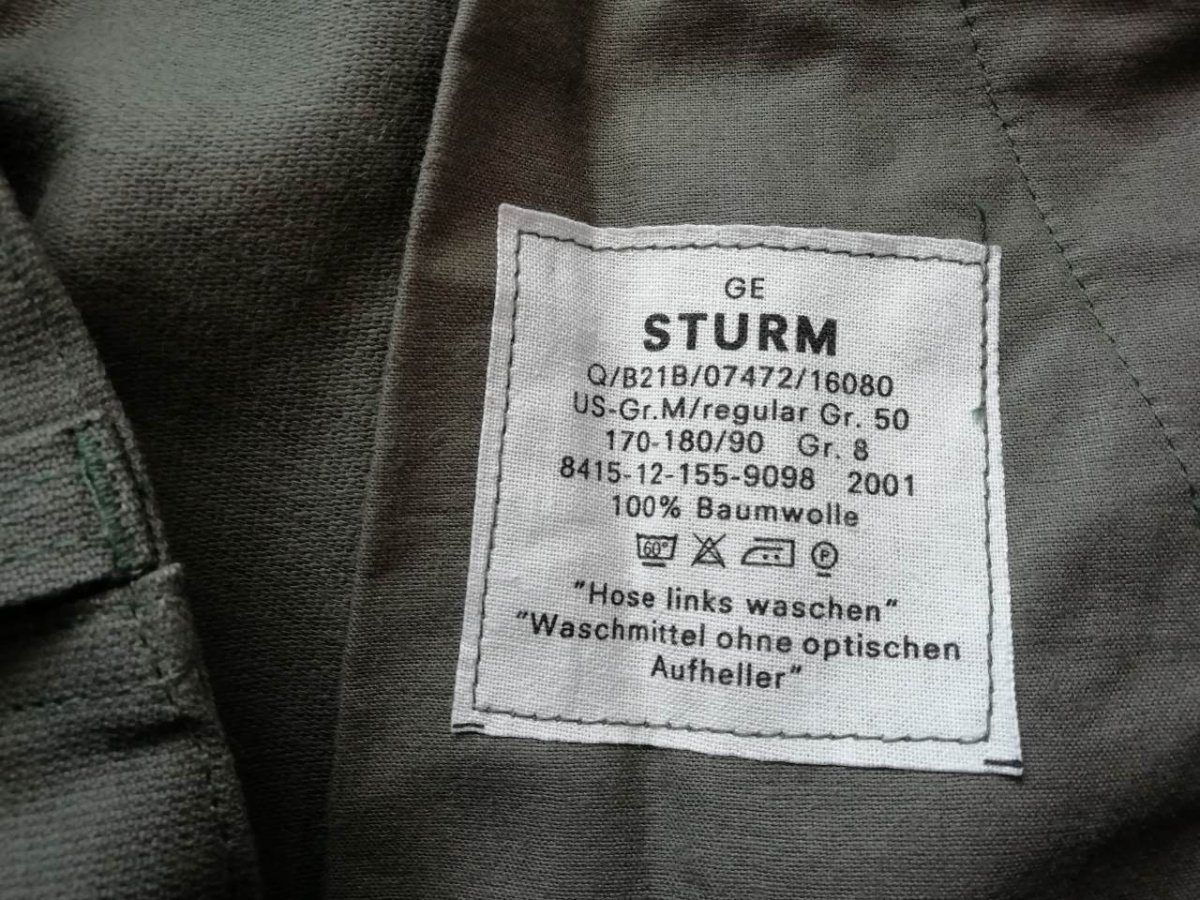 GE
STURM
Q/B21B/07472/16080
US-Gr.M/regular Gr. 50
170-180/90 Gr. 8
8415-12-155-9098 2001
100% Baumwolle
60° P
"Hose links waschen"
"Waschmittel ohne optischen
Aufheller"